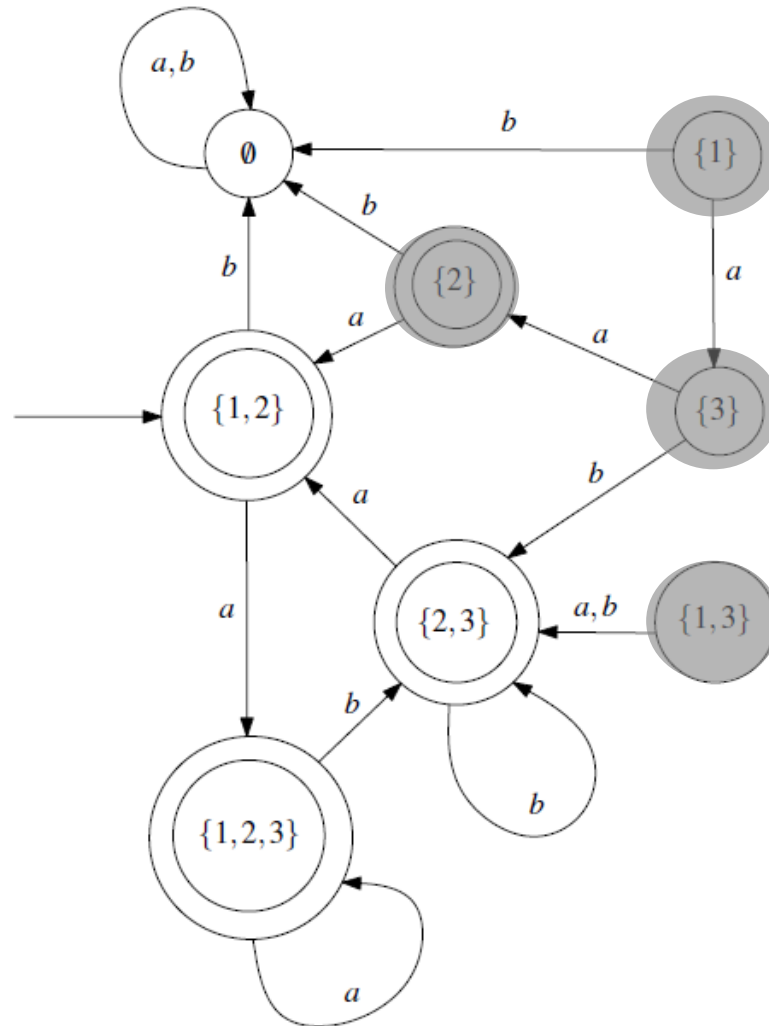 a, b
b
∅
{1}
b
b
{2}
a
a
a
{1, 2}
{3}
b
a
a
{2, 3}
a, b
{1, 3}
b
b
{1, 2, 3}
a